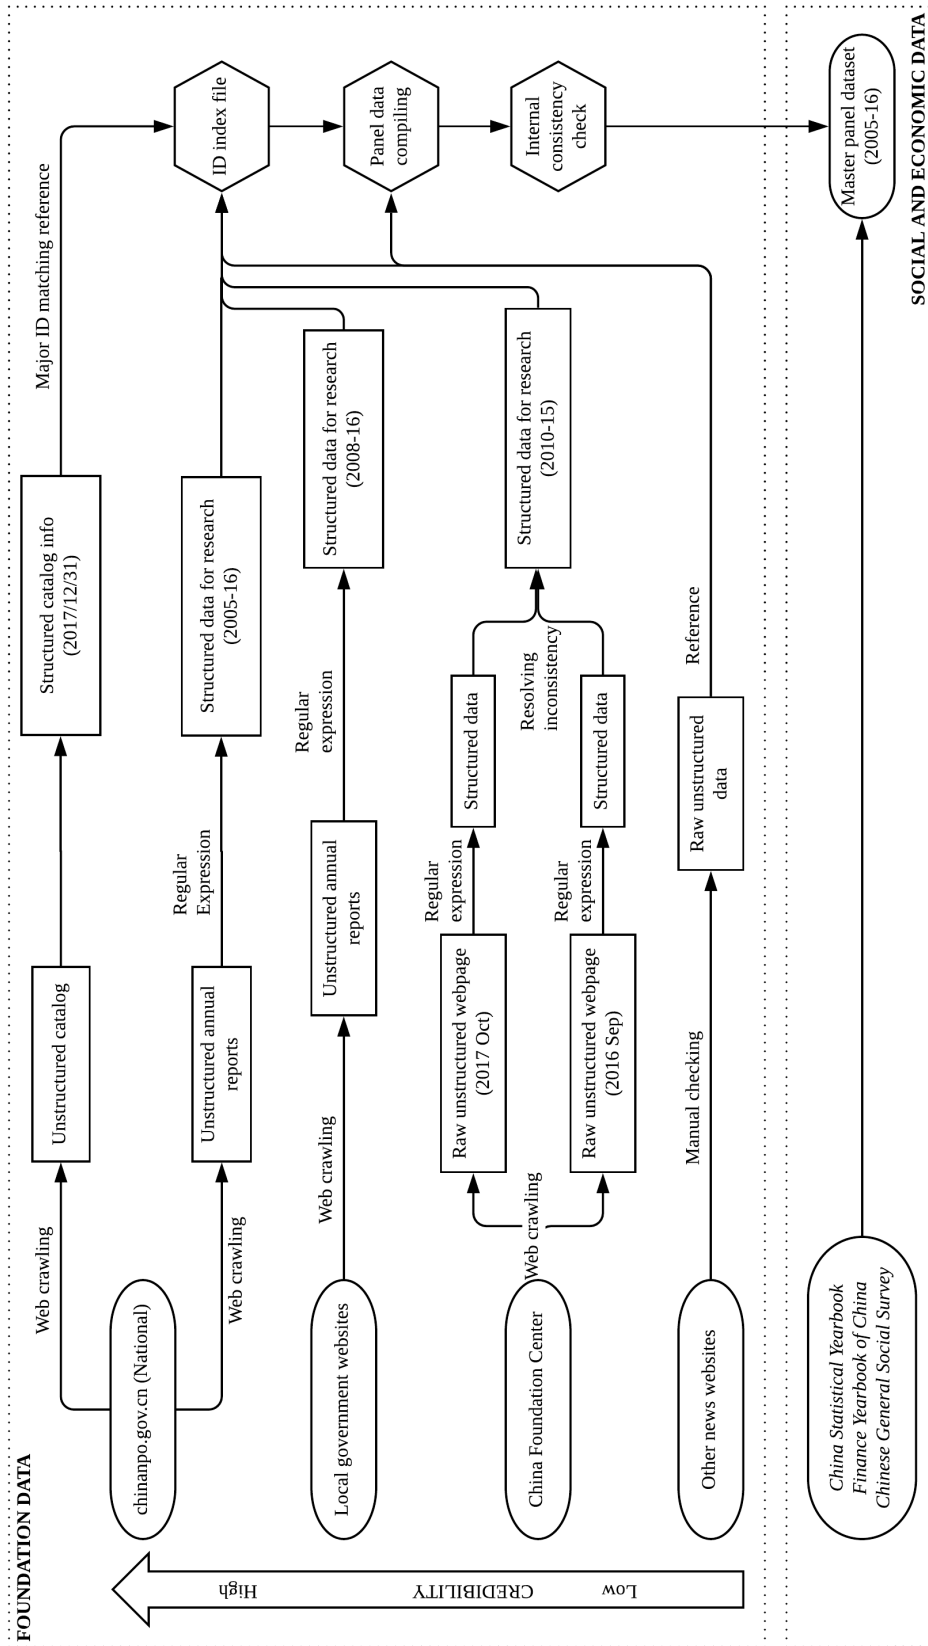 FOUNDATION DATA
High
CREDIBILITY
Low
chinanpo.gov.cn (National)
Web crawling
Unstructured catalog
Structured catalog info
(2017/12/31)
Major ID matching reference
Web crawling
Unstructured annual
reports
Regular
Expression
Structured data for research
(2005-16)
ID index file
Local government websites
Web crawling
Unstructured annual
reports
Regular
expression
Structured data for research
(2008-16)
Panel data
compiling
China Foundation Center
Web crawling
Raw unstructured webpage
(2017 Oct)
Regular
expression
Structured data
Raw unstructured webpage
(2016 Sep)
Regular
expression
Structured data
Resolving
inconsistency
Structured data for research
(2010-15)
Internal
consistency
check
Other news websites
Manual checking
Raw unstructured
data
Reference
China Statistical Yearbook
Finance Yearbook of China
Chinese General Social Survey
Master panel dataset
(2005-16)
SOCIAL AND ECONOMIC DATA